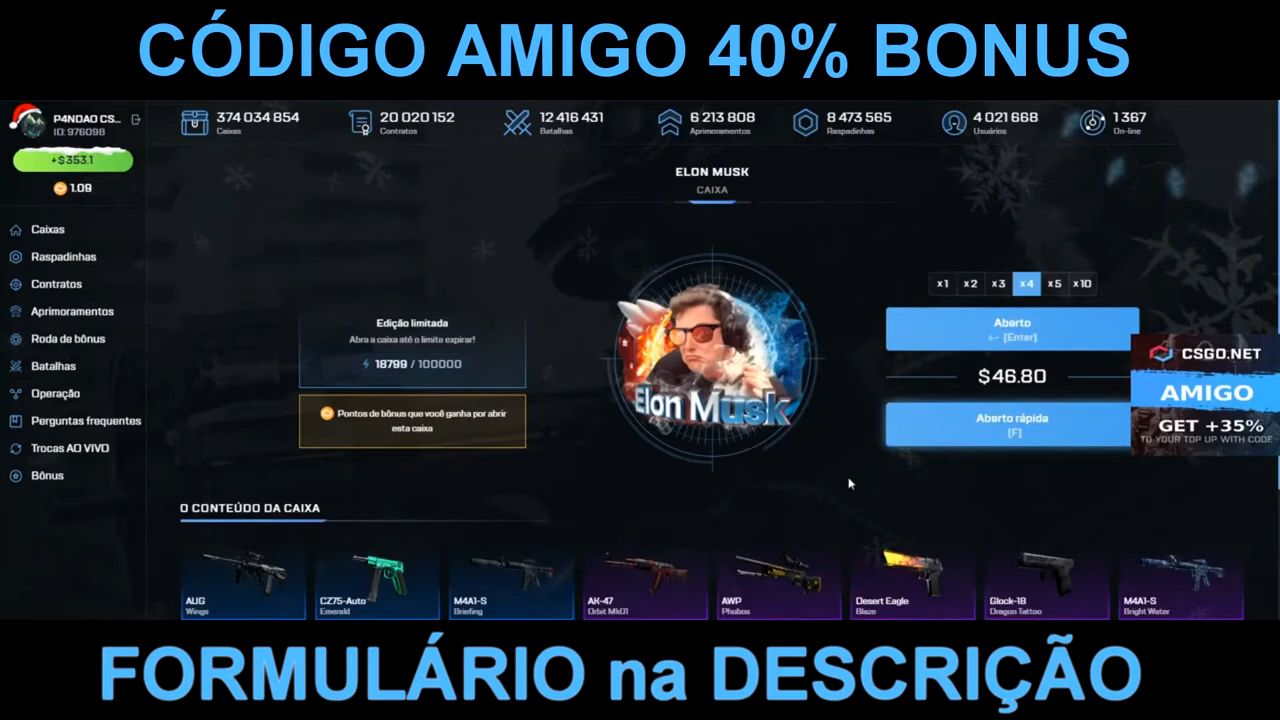 CÓDIGO AMIGO 40% BONUS
P4NDAO CS...
ID: 976098
+$353.1
1.09
374 034 854
Caixas
20 020 152
Contratos
12 416 431
Batalhas
6 213 808
Aprimoramentos
8 473 565
Raspadinhas
4 021 668
Usuários
1 367
On-line
Caixas
Raspadinhas
Contratos
Aprimoramentos
Roda de bônus
Batalhas
Operação
Perguntas frequentes
Trocas AO VIVO
Bônus
ELON MUSK
CAIXA
Edição limitada
Abra a caixa até o limite expirar!
18799 / 100000
Pontos de bônus que você ganha por abrir
esta caixa
Elon Musk
x1 x2 x3 x4 x5 x10
Aberto
[Enter]
$46.80
Aberto rápida
[F]
CSGO.NET
AMIGO
GET +35%
TO YOUR TOP UP WITH CODE
O CONTEÚDO DA CAIXA
AUG
Wings
CZ75-Auto
Emerald
M4A1-S
Briefing
AK-47
Orbit Mk01
AWP
Phobos
Desert Eagle
Blaze
Glock-18
Dragon Tattoo
M4A1-S
Bright Water
FORMULÁRIO na DESCRIÇÃO